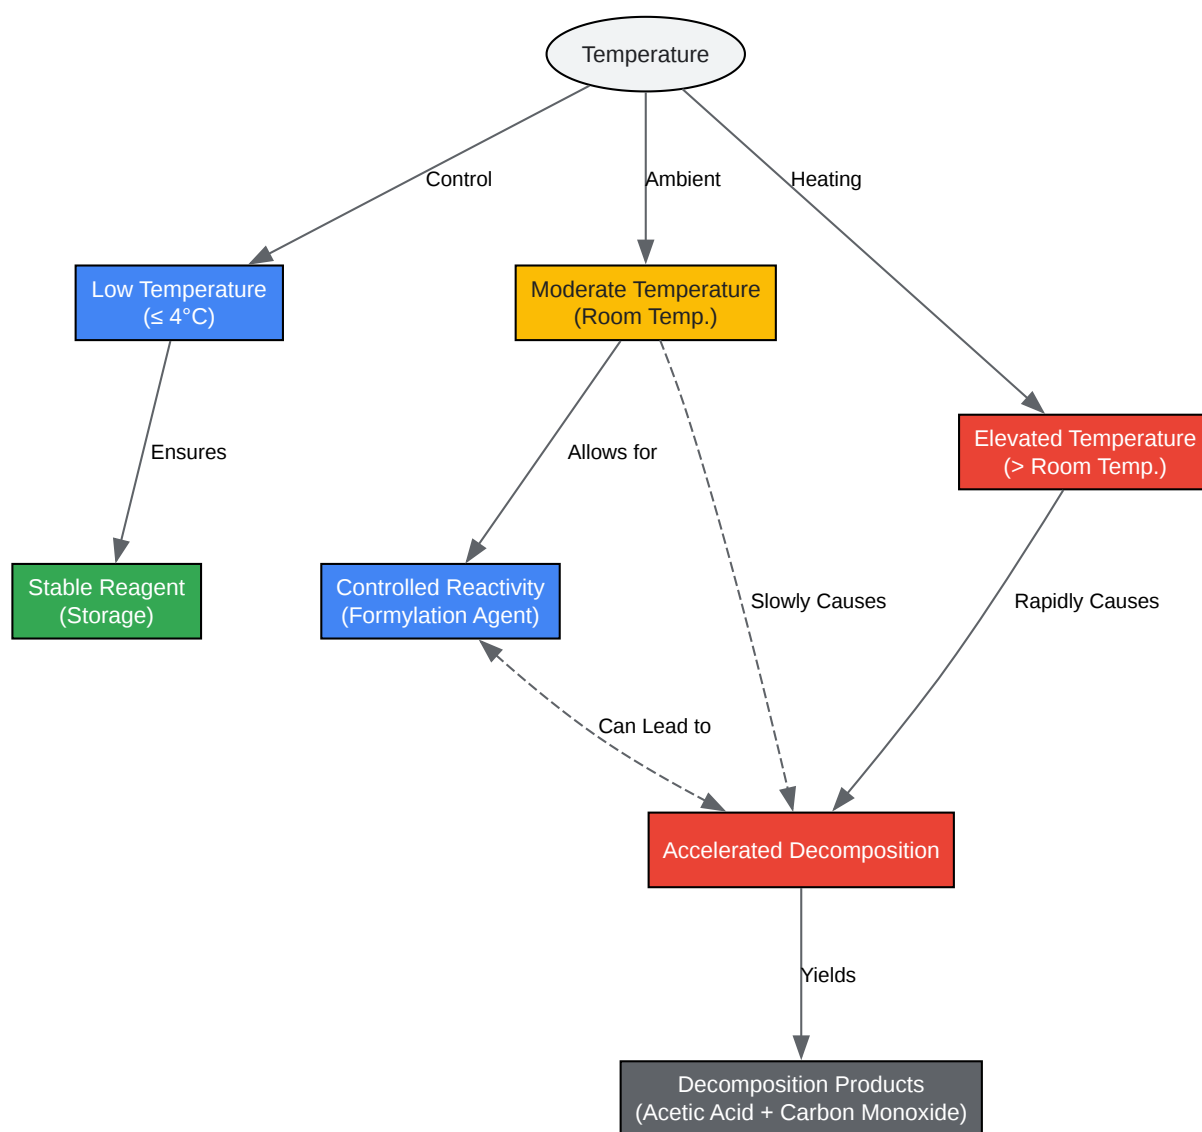 Temperature
Control
Ambient
Heating
Low Temperature
(≤ 4°C)
Moderate Temperature
(Room Temp.)
Elevated Temperature
(> Room Temp.)
Ensures
Allows for
Stable Reagent
(Storage)
Controlled Reactivity
(Formylation Agent)
Slowly Causes
Rapidly Causes
Can Lead to
Accelerated Decomposition
Yields
Decomposition Products
(Acetic Acid + Carbon Monoxide)